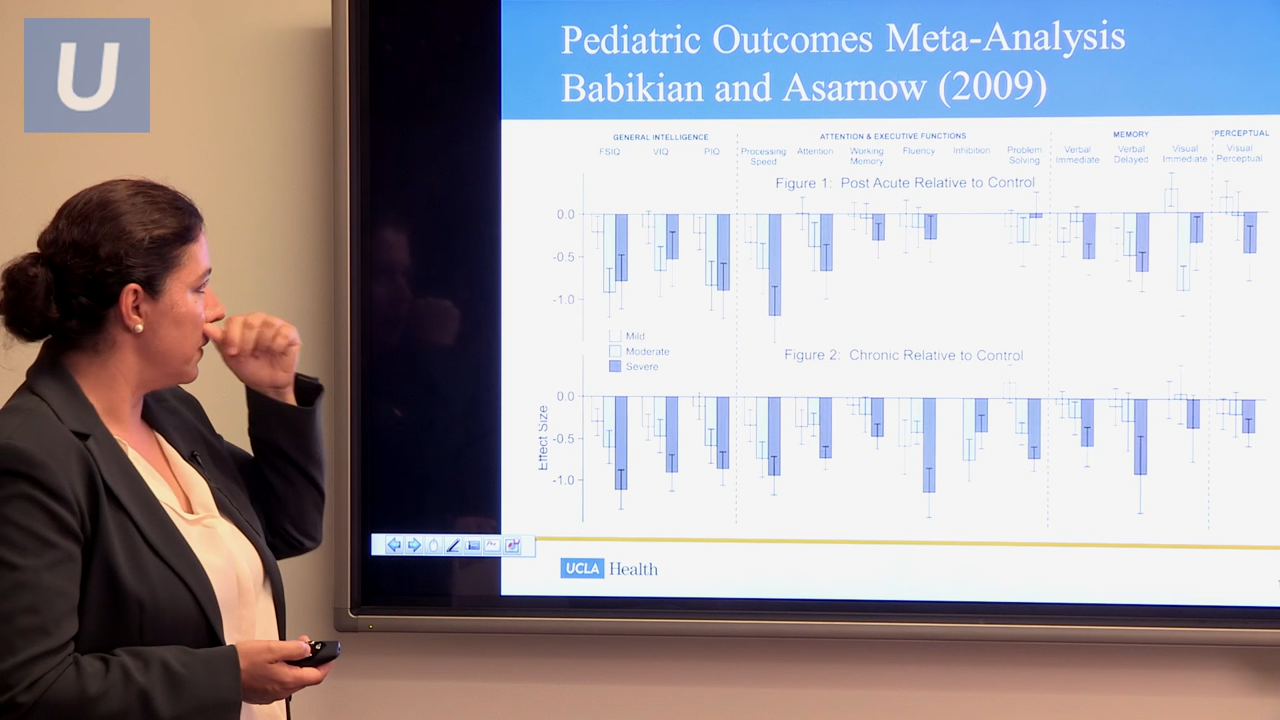 U
Pediatric Outcomes Meta-Analysis
Babikian and Asarnow (2009)
GENERAL INTELLIGENCE
ATTENTION & EXECUTIVE FUNCTIONS
MEMORY
PERCEPTUAL
FSIQ
VIQ
PIQ
Processing
Speed
Attention
Working
Memory
Fluency
Inhibition
Problem
Solving
Verbal
Immediate
Verbal
Delayed
Visual
Immediate
Visual
Perceptual
Figure 1: Post Acute Relative to Control
0.0
-0.5
-1.0
Mild
Moderate
Severe
Figure 2: Chronic Relative to Control
Effect Size
0.0
-0.5
-1.0
UCLA Health